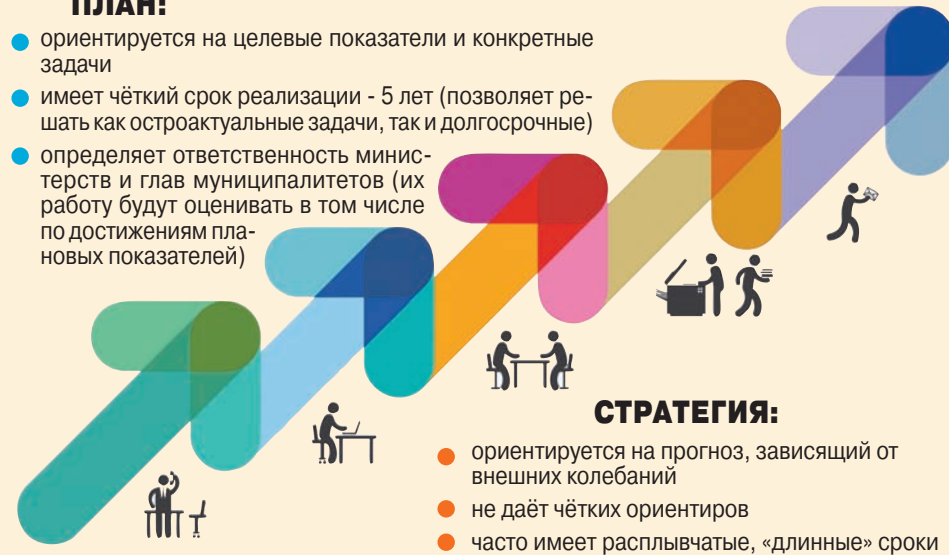 ПЛАН:
ориентируется на целевые показатели и конкретные
задачи
имеет чёткий срок реализации - 5 лет (позволяет ре-
шать как остроактуальные задачи, так и долгосрочные)
определяет ответственность минис-
терств и глав муниципалитетов (их
работу будут оценивать в том числе
по достижениям пла-
новых показателей)
СТРАТЕГИЯ:
ориентируется на прогноз, зависящий от
внешних колебаний
не даёт чётких ориентиров
часто имеет расплывчатые, «длинные» сроки